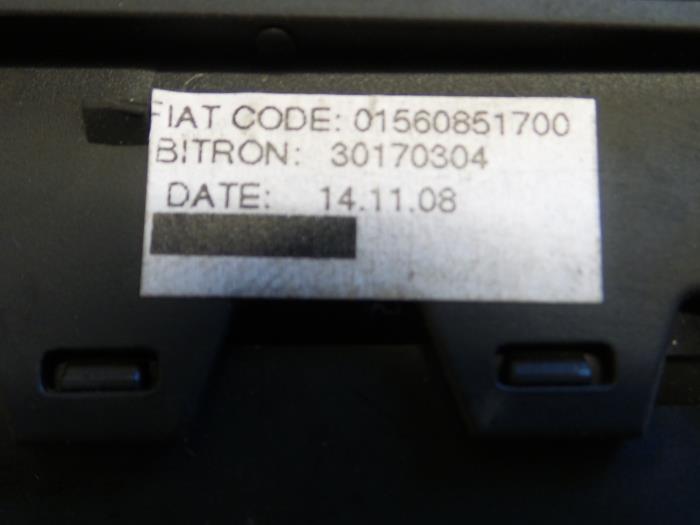 FIAT CODE: 01560851700
BITRON: 30170304
DATE: 14.11.08